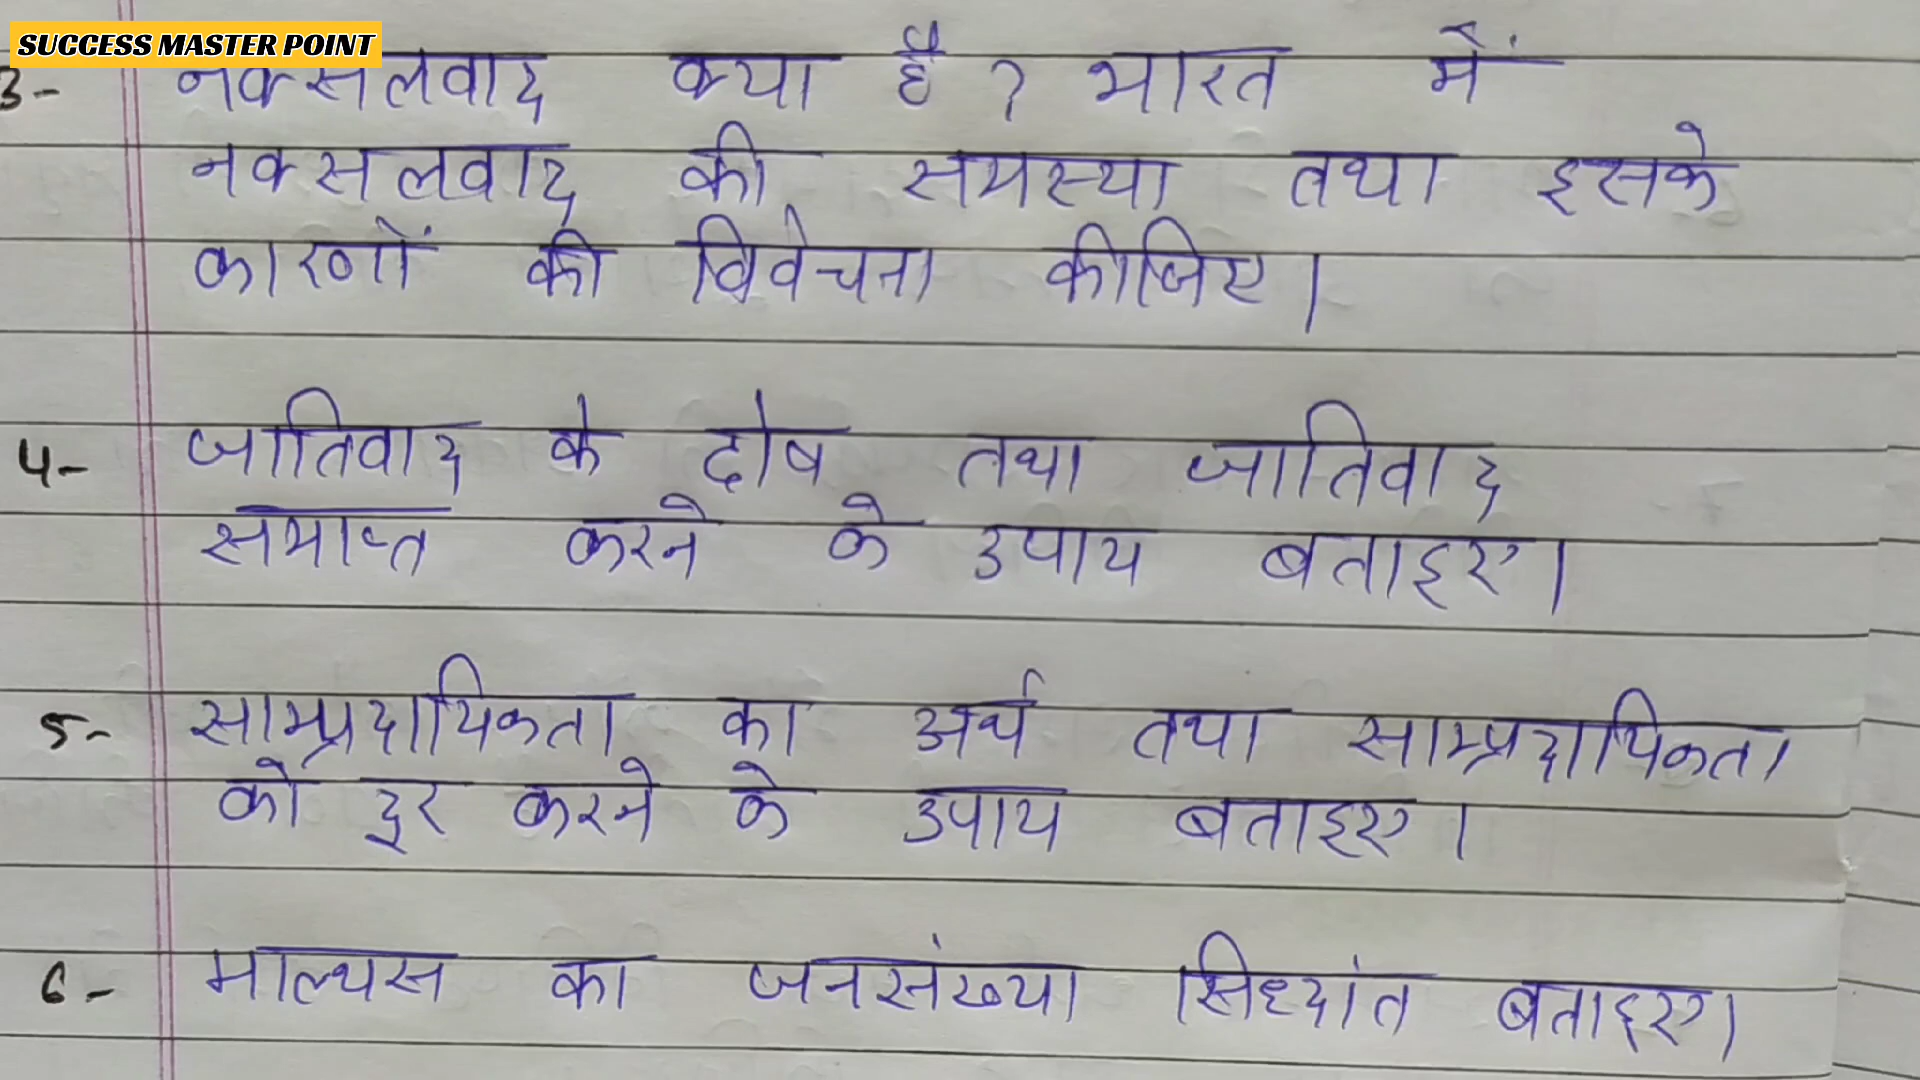 SUCCESS MASTER POINT
3- नक्सलवाद क्या है? भारत में
नक्सलवाद की समस्या तथा इसके
कारणों की विवेचना कीजिए।
4- जातिवाद के दोष तथा जातिवाद
समाप्त करने के उपाय बताइए।
5- साम्प्रदायिकता का अर्थ तथा साम्प्रदायिकता
को दूर करने के उपाय बताइए।
6- माल्थस का जनसंख्या सिध्दांत बताइए।